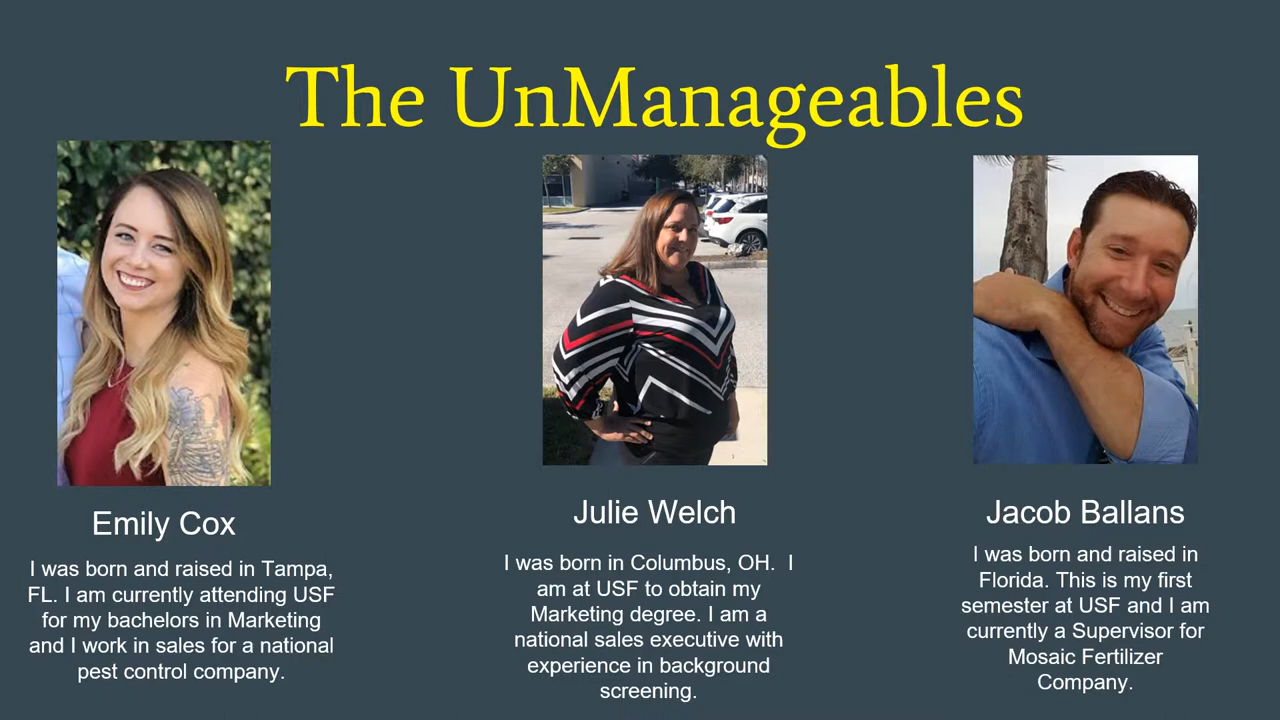 The UnManageables
Emily Cox
I was born and raised in Tampa,
FL. I am currently attending USF
for my bachelors in Marketing
and I work in sales for a national
pest control company.
Julie Welch
I was born in Columbus, OH.  I
am at USF to obtain my
Marketing degree. I am a
national sales executive with
experience in background
screening.
Jacob Ballans
I was born and raised in
Florida. This is my first
semester at USF and I am
currently a Supervisor for
Mosaic Fertilizer
Company.